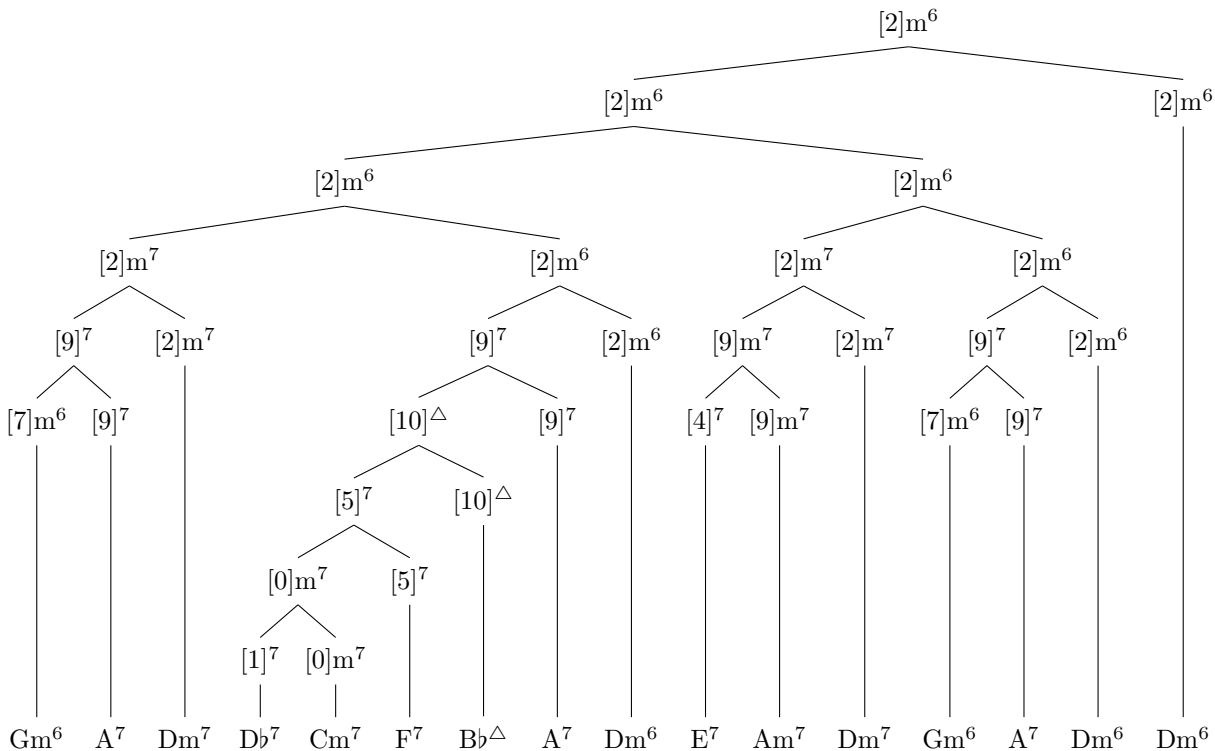 [2]m⁶
[2]m⁶ [2]m⁶
[2]m⁶ [2]m⁶
[2]m⁷ [2]m⁶ [2]m⁷ [2]m⁶
[9]⁷ [2]m⁷ [9]⁷ [2]m⁶ [9]m⁷ [2]m⁷ [9]⁷ [2]m⁶
[7]m⁶ [9]⁷ [10]△ [9]⁷ [4]⁷ [9]m⁷ [7]m⁶ [9]⁷
[5]⁷ [10]△
[0]m⁷ [5]⁷
[1]⁷ [0]m⁷
Gm⁶ A⁷ Dm⁷ D♭⁷ Cm⁷ F⁷ B♭△ A⁷ Dm⁶ E⁷ Am⁷ Dm⁷ Gm⁶ A⁷ Dm⁶ Dm⁶